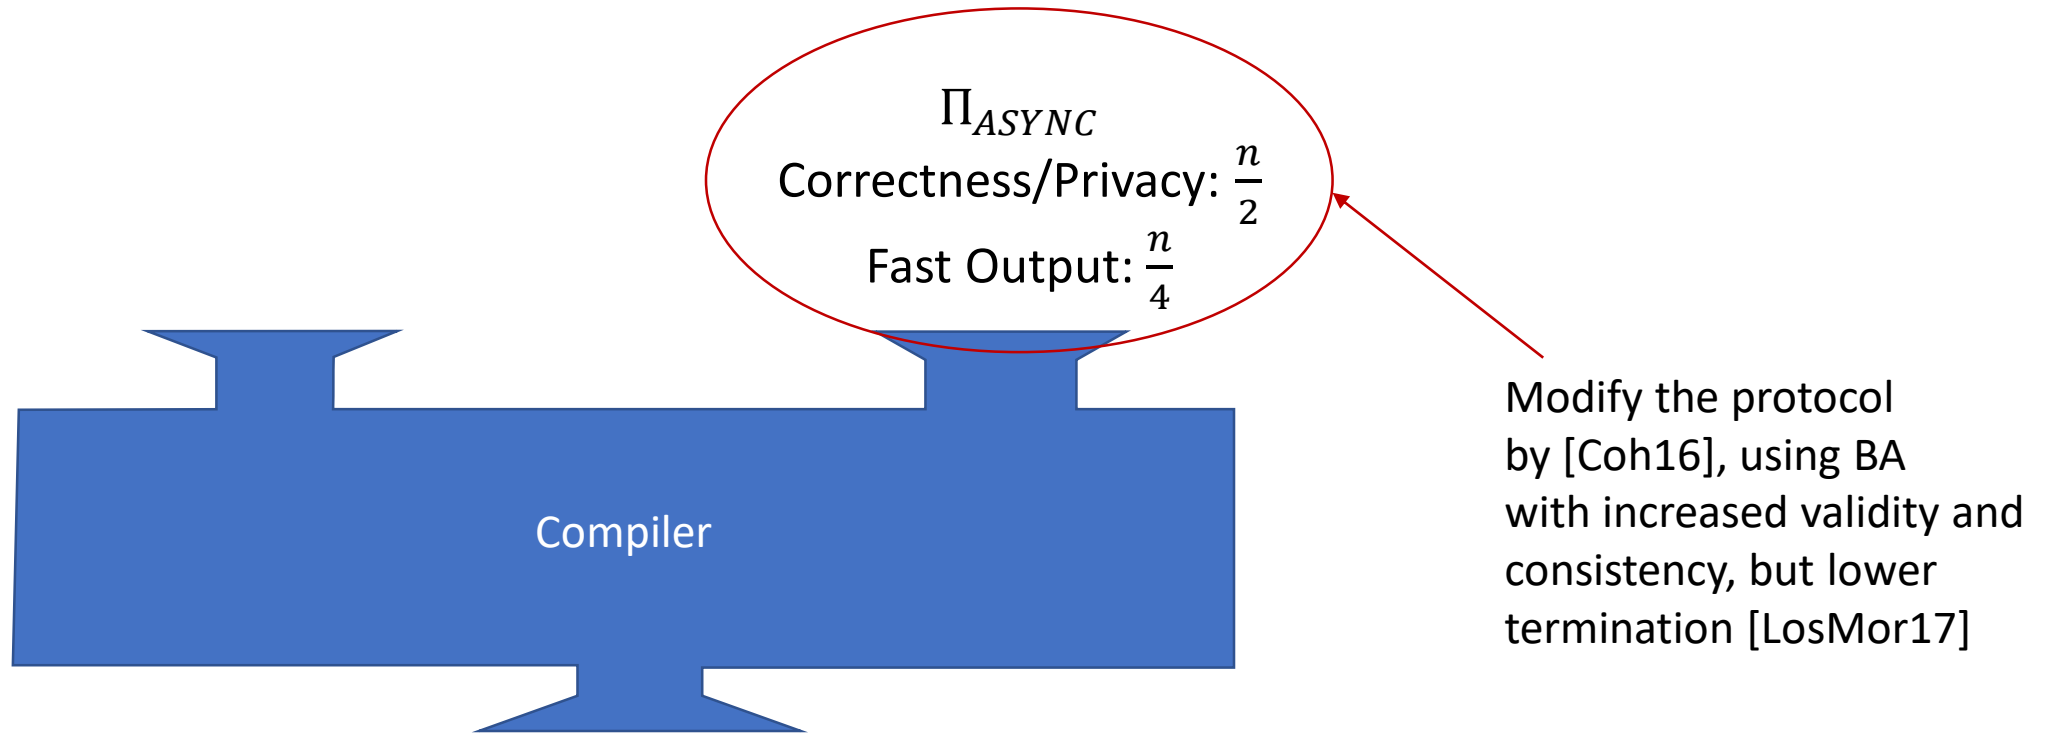 Π_ASYNC
Correctness/Privacy: n/2
Fast Output: n/4
Compiler
Modify the protocol
by [Coh16], using BA
with increased validity and
consistency, but lower
termination [LosMor17]